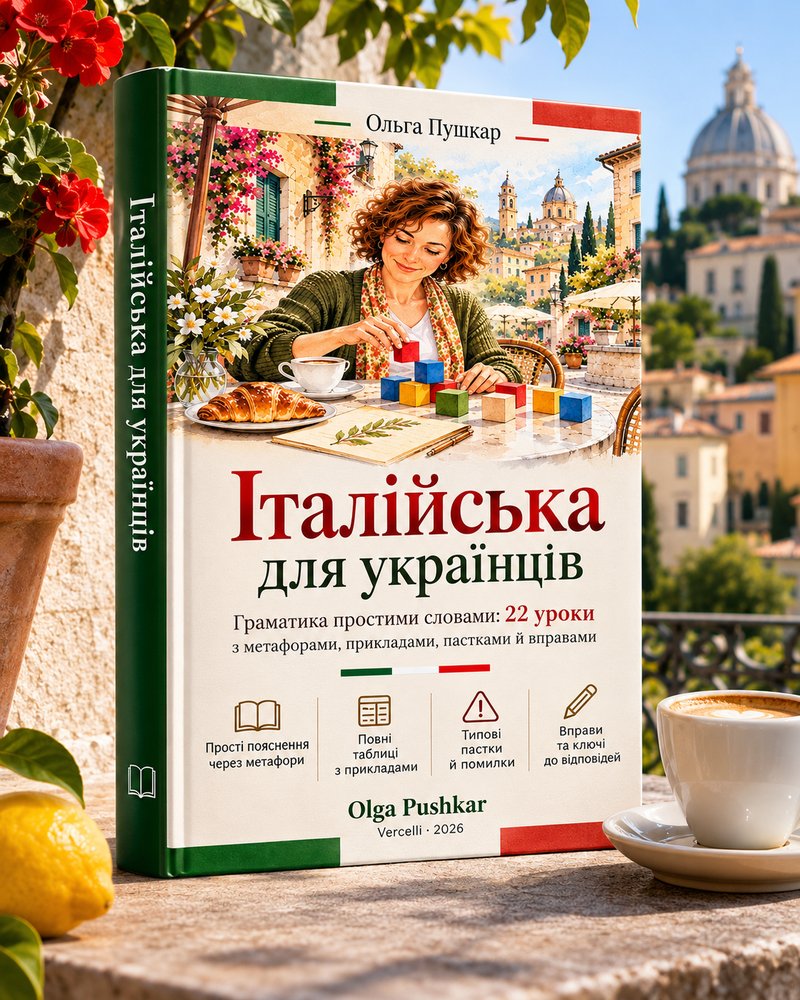 Італійська для українців
Ольга Пушкар
Італійська
для українців
Граматика простими словами: 22 уроки
з метафорами, прикладами, пастками й вправами
Прості пояснення
через метафори
Повні
таблиці
з прикладами
Типові
пастки
й помилки
Вправи
та ключі
до відповідей
Olga Pushkar
Vercelli · 2026